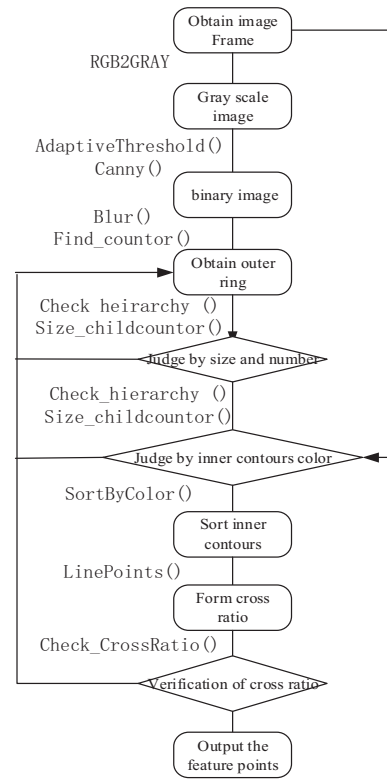 Obtain image
Frame
RGB2GRAY
Gray scale
image
AdaptiveThreshold()
Canny()
binary image
Blur()
Find_countor()
Obtain outer
ring
Check heirarchy ()
Size_childcountor()
Judge by size and number
Check_hierarchy ()
Size_childcountor()
Judge by inner contours color
SortByColor()
Sort inner
contours
LinePoints()
Form cross
ratio
Check_CrossRatio()
Verification of cross ratio
Output the
feature points